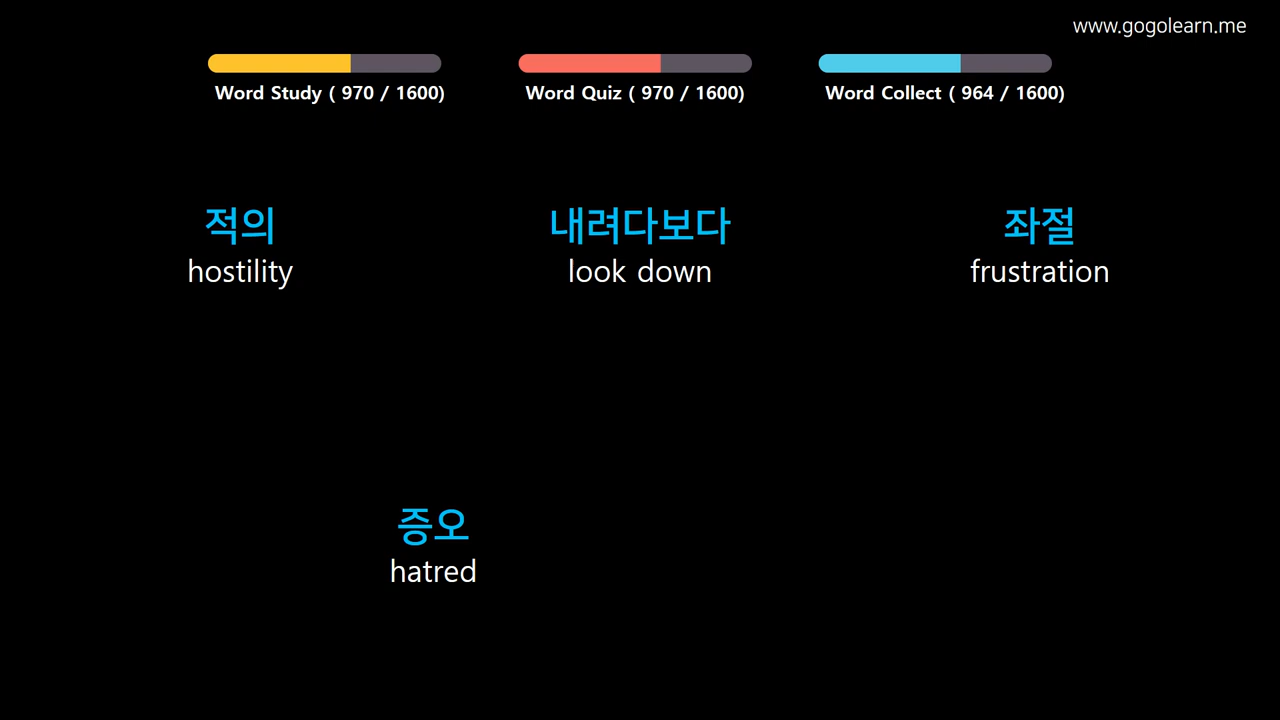 www.gogolearn.me
Word Study ( 970 / 1600)
Word Quiz ( 970 / 1600)
Word Collect ( 964 / 1600)
적의
hostility
내려다보다
look down
좌절
frustration
증오
hatred